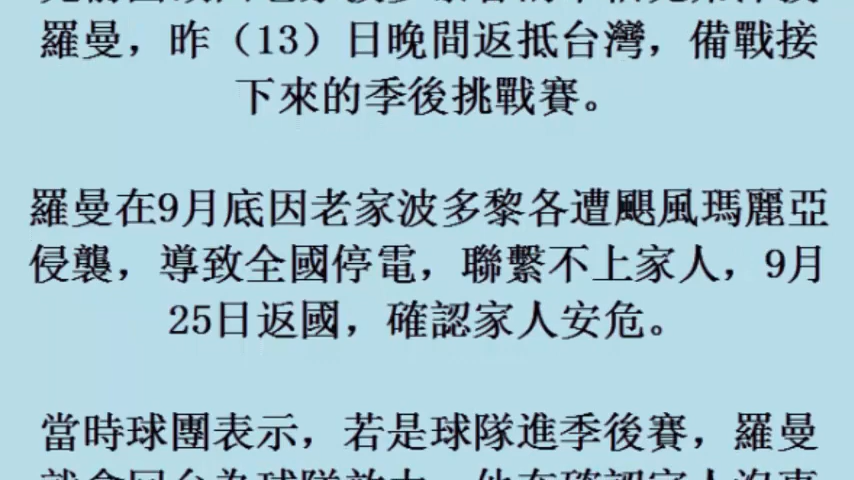 羅曼，昨（13）日晚間返抵台灣，備戰接
下來的季後挑戰賽。
羅曼在9月底因老家波多黎各遭颶風瑪麗亞
侵襲，導致全國停電，聯繫不上家人，9月
25日返國，確認家人安危。
當時球團表示，若是球隊進季後賽，羅曼